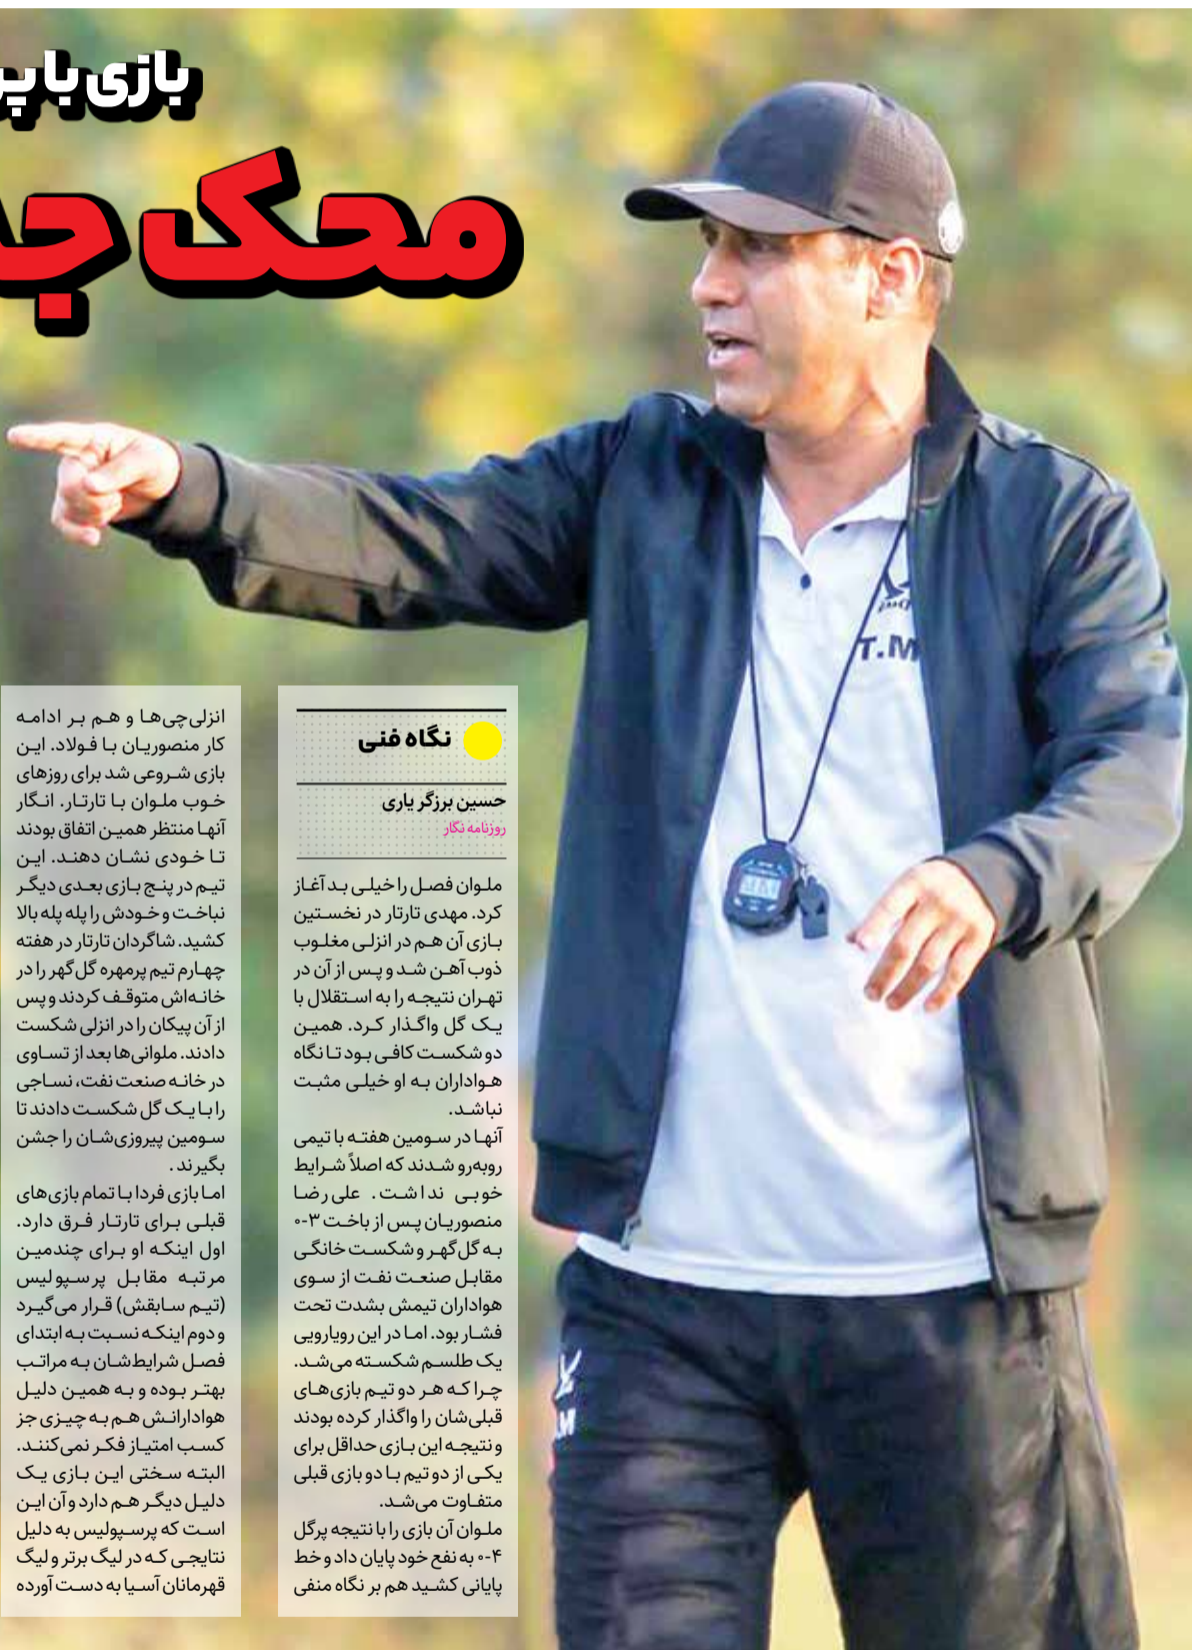 بازی با پر
محک جد
نگاه فنی
حسین برزگر یاری
روزنامه نگار
ملوان فصل را خیلی بد آغاز
کرد. مهدی تارتار در نخستین
بازی آن هم در انزلی مغلوب
ذوب آهن شد و پس از آن در
تهران نتیجه را به استقلال با
یک گل واگذار کرد. همین
دو شکست کافی بود تا نگاه
هواداران به او خیلی مثبت
نباشد.
آنها در سومین هفته با تیمی
روبه‌رو شدند که اصلاً شرایط
خوبی نداشت. علی رضا
منصوریان پس از باخت ۳-۰
به گل گهر و شکست خانگی
مقابل صنعت نفت از سوی
هواداران تیمش بشدت تحت
فشار بود. اما در این رویارویی
یک طلسم شکسته می‌شد.
چرا که هر دو تیم بازی‌های
قبلی‌شان را واگذار کرده بودند
و نتیجه این بازی حداقل برای
یکی از دو تیم با دو بازی قبلی
متفاوت می‌شد.
ملوان آن بازی را با نتیجه پرگل
۴-۰ به نفع خود پایان داد و خط
پایانی کشید هم بر نگاه منفی
انزلی‌چی‌ها و هم بر ادامه
کار منصوریان با فولاد. این
بازی شروعی شد برای روزهای
خوب ملوان با تارتار. انگار
آنها منتظر همین اتفاق بودند
تا خودی نشان دهند. این
تیم در پنج بازی بعدی دیگر
نباخت و خودش را پله پله بالا
کشید. شاگردان تارتار در هفته
چهارم تیم پرمهره گل گهر را در
خانه‌اش متوقف کردند و پس
از آن پیکان را در انزلی شکست
دادند. ملوانی‌ها بعد از تساوی
در خانه صنعت نفت، نساجی
را با یک گل شکست دادند تا
سومین پیروزی‌شان را جشن
بگیرند.
اما بازی فردا با تمام بازی‌های
قبلی برای تارتار فرق دارد.
اول اینکه او برای چندمین
مرتبه مقابل پرسپولیس
(تیم سابقش) قرار می‌گیرد
و دوم اینکه نسبت به ابتدای
فصل شرایط‌شان به مراتب
بهتر بوده و به همین دلیل
هوادارانش هم به چیزی جز
کسب امتیاز فکر نمی‌کنند.
البته سختی این بازی یک
دلیل دیگر هم دارد و آن این
است که پرسپولیس به دلیل
نتایجی که در لیگ برتر و لیگ
قهرمانان آسیا به دست آورده
T.M
.M